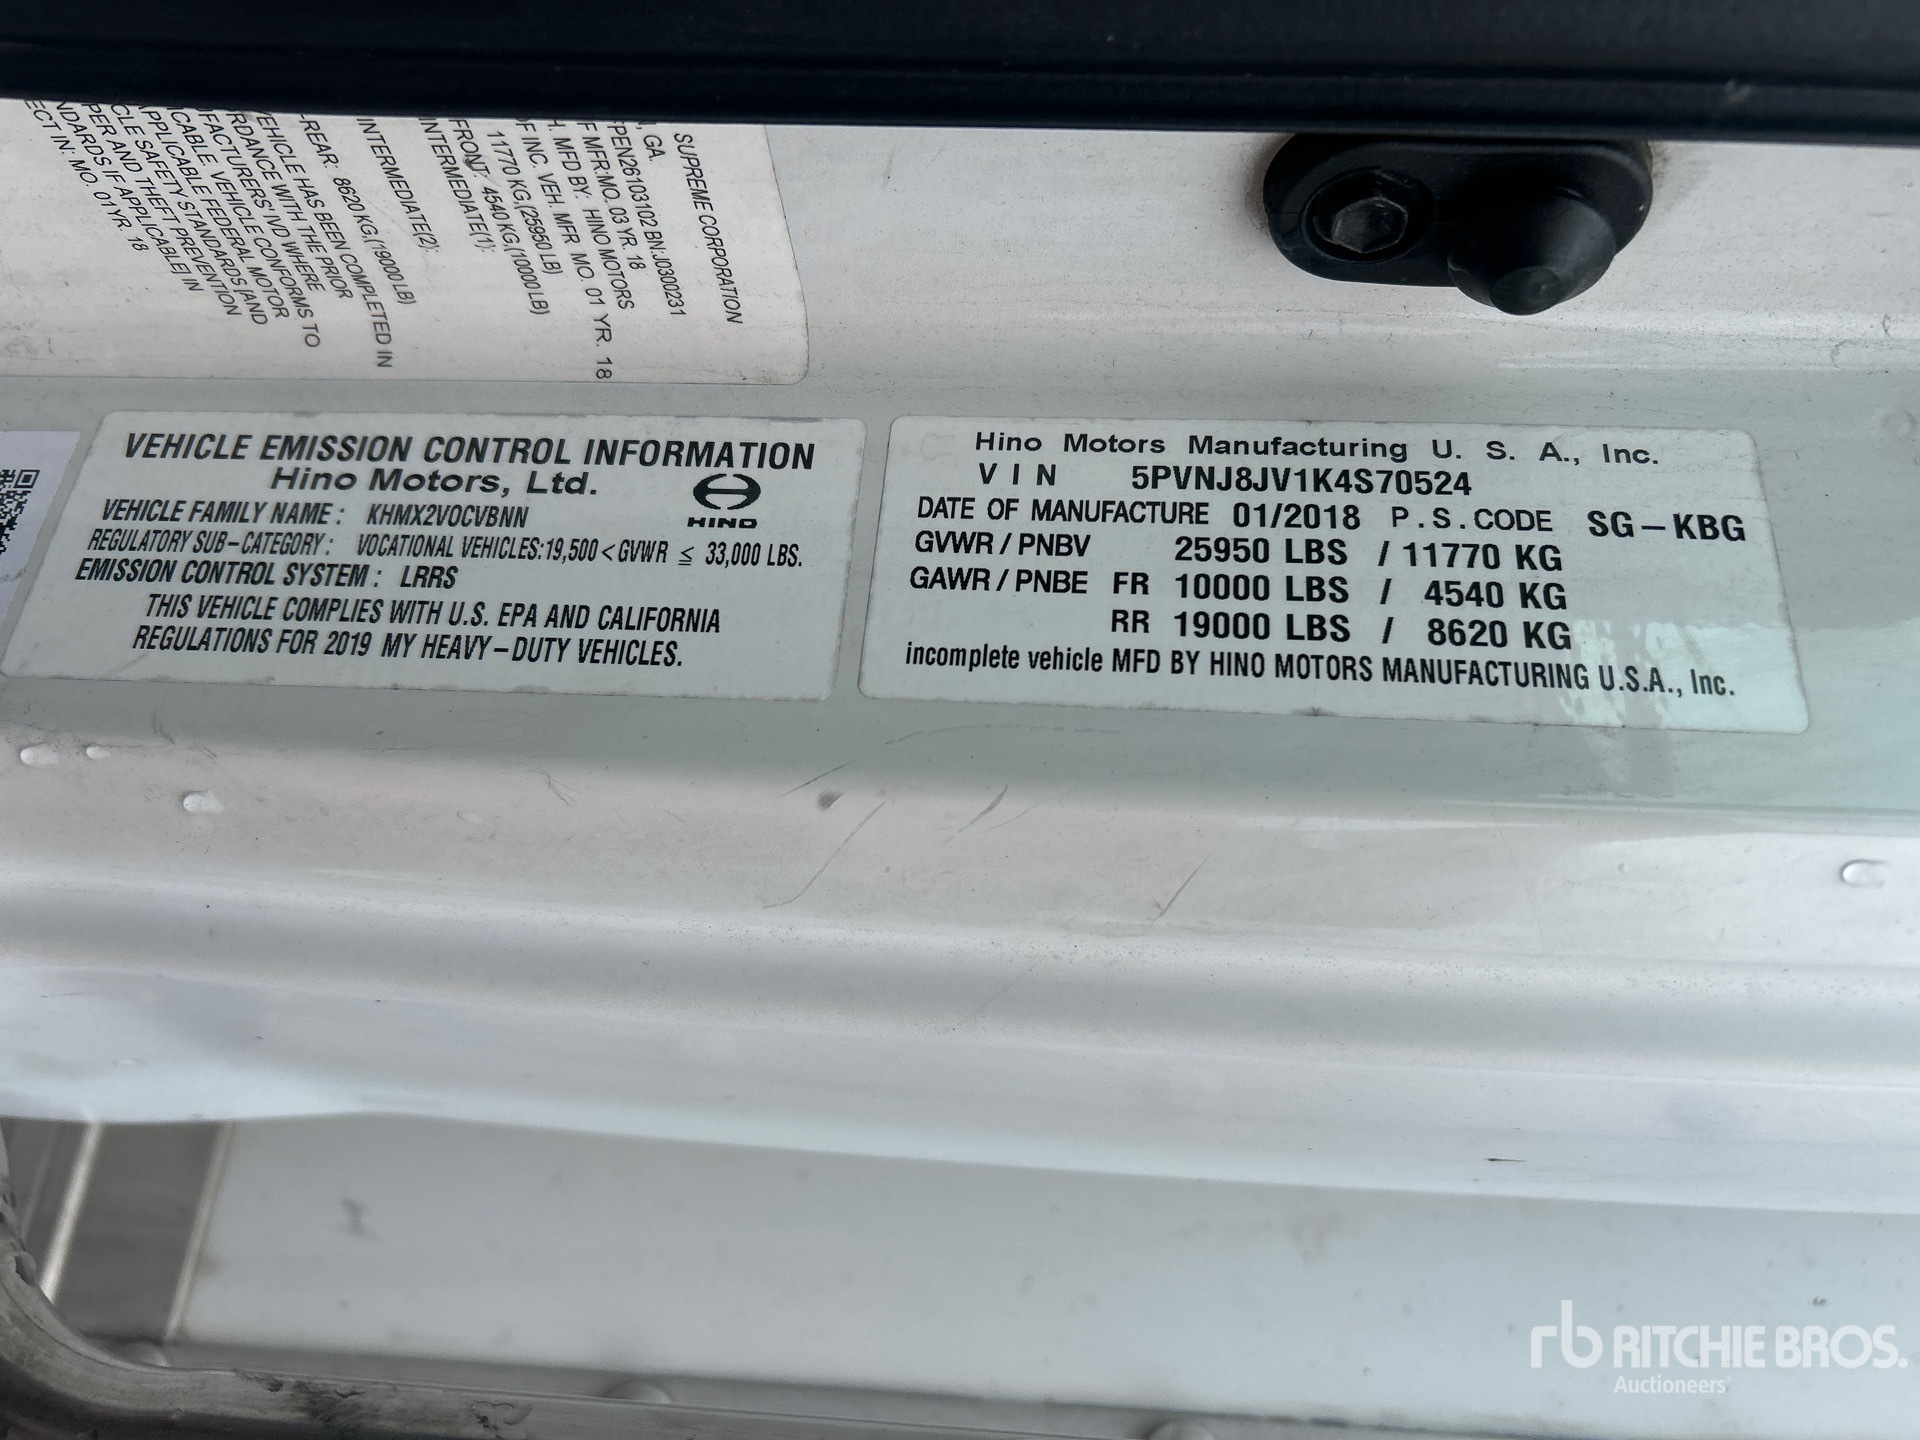 SUPREME CORPORATION
, GA.
PEN26103102 BN:J0300231
F MFR:MO. 03 YR. 18
H. MFD BY: HINO MOTORS
F INC. VEH. MFR MO. 01 YR. 18
11770 KG,(25950 LB)
FRONT: 4540 KG,(10000 LB)
INTERMEDIATE(1):
INTERMEDIATE(2):
-REAR: 8620 KG,(19000 LB)
VEHICLE HAS BEEN COMPLETED IN
RDANCE WITH THE PRIOR
FACTURERS' IVD WHERE
CABLE. VEHICLE CONFORMS TO
APPLICABLE FEDERAL MOTOR
CLE SAFETY STANDARDS [AND
PER AND THEFT PREVENTION
NDARDS IF APPLICABLE] IN
ECT IN: MO. 01 YR. 18
VEHICLE EMISSION CONTROL INFORMATION
Hino Motors, Ltd.
HINO
VEHICLE FAMILY NAME : KHMX2VOCVBNN
REGULATORY SUB-CATEGORY : VOCATIONAL VEHICLES:19,500 < GVWR ≦ 33,000 LBS.
EMISSION CONTROL SYSTEM : LRRS
THIS VEHICLE COMPLIES WITH U.S. EPA AND CALIFORNIA
REGULATIONS FOR 2019 MY HEAVY-DUTY VEHICLES.
Hino Motors Manufacturing U. S. A., Inc.
VIN 5PVNJ8JV1K4S70524
DATE OF MANUFACTURE 01/2018 P.S.CODE SG-KBG
GVWR / PNBV 25950 LBS / 11770 KG
GAWR / PNBE FR 10000 LBS / 4540 KG
RR 19000 LBS / 8620 KG
incomplete vehicle MFD BY HINO MOTORS MANUFACTURING U.S.A., Inc.
rb RITCHIE BROS.
Auctioneers